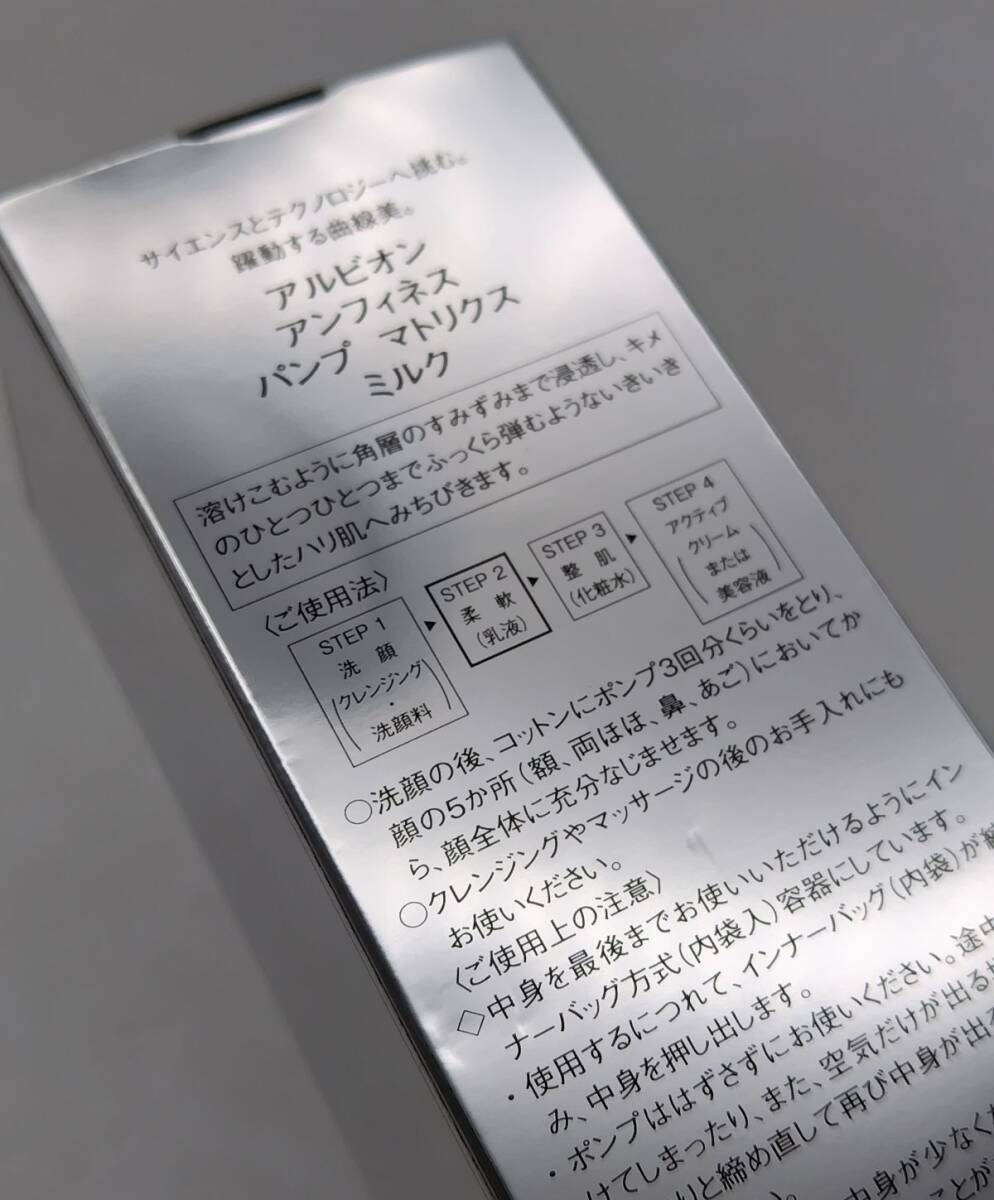 サイエンスとテクノロジーへ挑む。
躍動する曲線美。
アルビオン
アンフィネス
パンプ マトリクス
ミルク
溶けこむように角層のすみずみまで浸透し、キメ
のひとつひとつまでふっくら弾むようないきいき
としたハリ肌へみちびきます。
〈ご使用法〉
STEP 1
洗 顔
(クレンジング
・
洗顔料)
▶
STEP 2
柔 軟
(乳液)
▶
STEP 3
整 肌
(化粧水)
▶
STEP 4
アクティブ
クリーム
または
美容液
○洗顔の後、コットンにポンプ3回分くらいをとり、
顔の5か所(額、両ほほ、鼻、あご)においてか
ら、顔全体に充分なじませます。
○クレンジングやマッサージの後のお手入れにも
お使いください。
〈ご使用上の注意〉
◇中身を最後までお使いいただけるようにイン
ナーバッグ方式(内袋入)容器にしています。
・使用するにつれて、インナーバッグ(内袋)が
み、中身を押し出します。
・ポンプははずさずにお使いください。途中
けてしまったり、また、空気だけが出る
りと締め直して再び中身が出る
中身が少なく
ことが